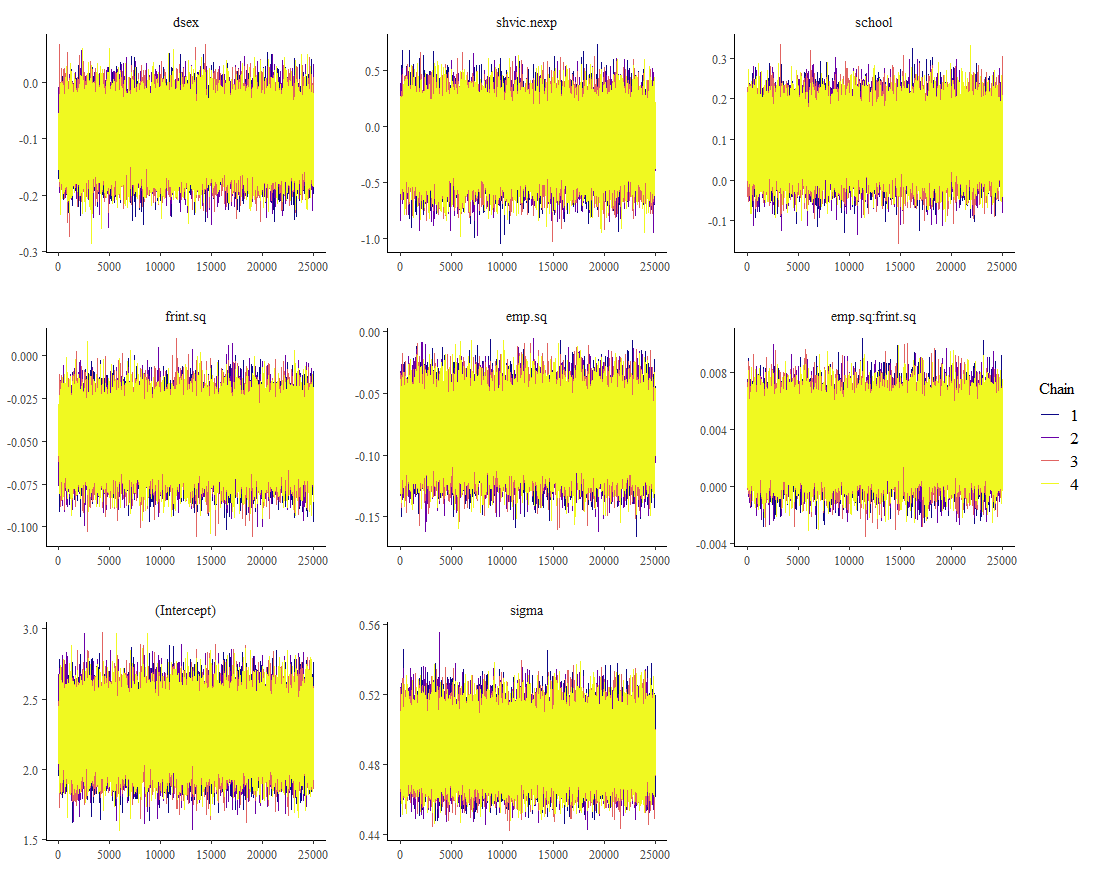 dsex
shvic.nexp
school
0.0
-0.1
-0.2
-0.3
0 5000 10000 15000 20000 25000
0.5
0.0
-0.5
-1.0
0 5000 10000 15000 20000 25000
0.3
0.2
0.1
0.0
-0.1
0 5000 10000 15000 20000 25000
frint.sq
emp.sq
emp.sq:frint.sq
0.000
-0.025
-0.050
-0.075
-0.100
0 5000 10000 15000 20000 25000
0.00
-0.05
-0.10
-0.15
0 5000 10000 15000 20000 25000
0.008
0.004
0.000
-0.004
0 5000 10000 15000 20000 25000
Chain
1
2
3
4
(Intercept)
sigma
3.0
2.5
2.0
1.5
0 5000 10000 15000 20000 25000
0.56
0.52
0.48
0.44
0 5000 10000 15000 20000 25000